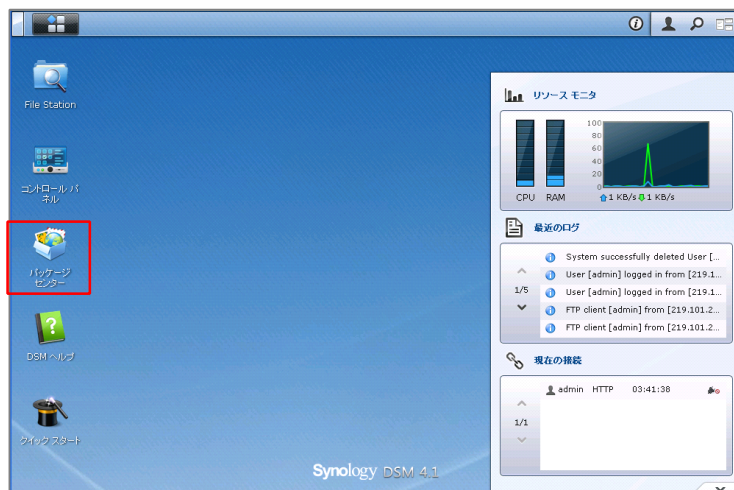 File Station
コントロール パ
ネル
パッケージ
センター
DSM ヘルプ
クイック スタート
Synology DSM 4.1
リソース モニタ
100
80
60
40
20
0
CPU RAM 1 KB/s 1 KB/s
最近のログ
System successfully deleted User [...
User [admin] logged in from [219.1...
1/5
User [admin] logged in from [219.1...
FTP client [admin] from [219.101.2...
FTP client [admin] from [219.101.2...
現在の接続
admin HTTP 03:41:38
1/1